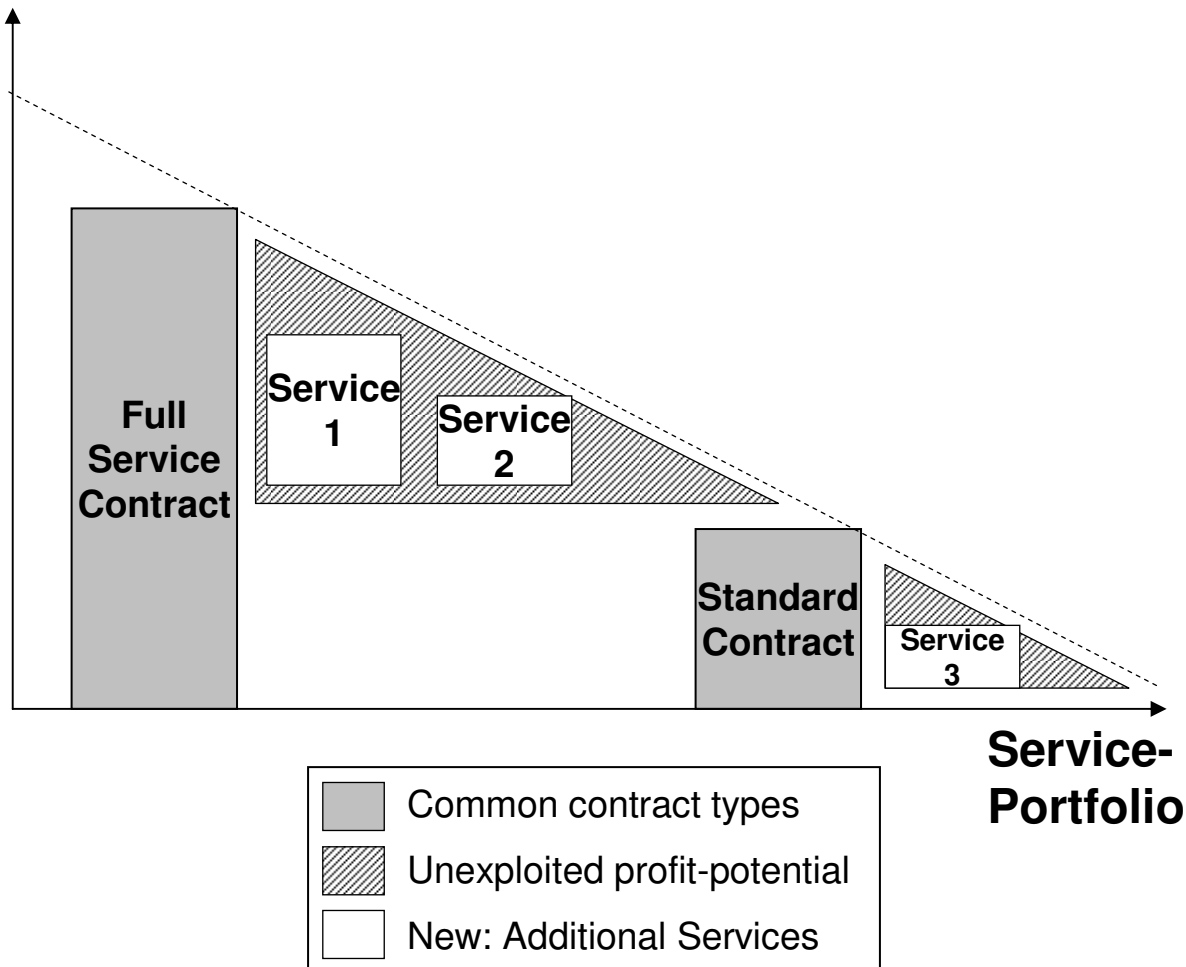 Full
Service
Contract
Service
1
Service
2
Standard
Contract
Service
3
Service-
Portfolio
Common contract types
Unexploited profit-potential
New: Additional Services